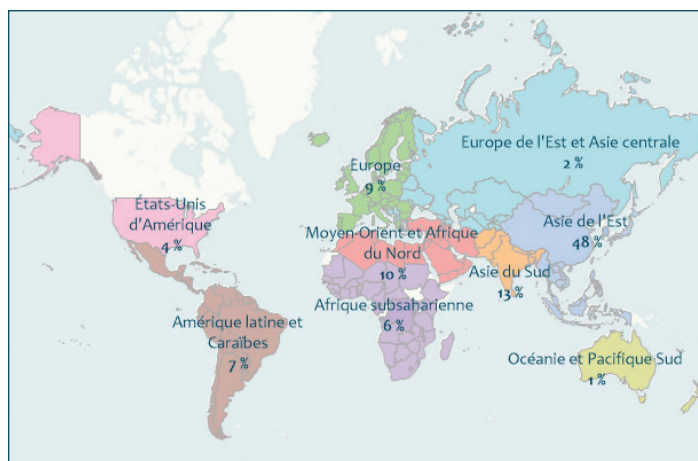 Europe de l'Est et Asie centrale
2 %
Europe
9 %
États-Unis
d'Amérique
4 %
Moyen-Orient et Afrique
du Nord
10 %
Asie de l'Est
48 %
Asie du Sud
13 %
Afrique subsaharienne
6 %
Amérique latine et
Caraïbes
7 %
Océanie et Pacifique Sud
1 %